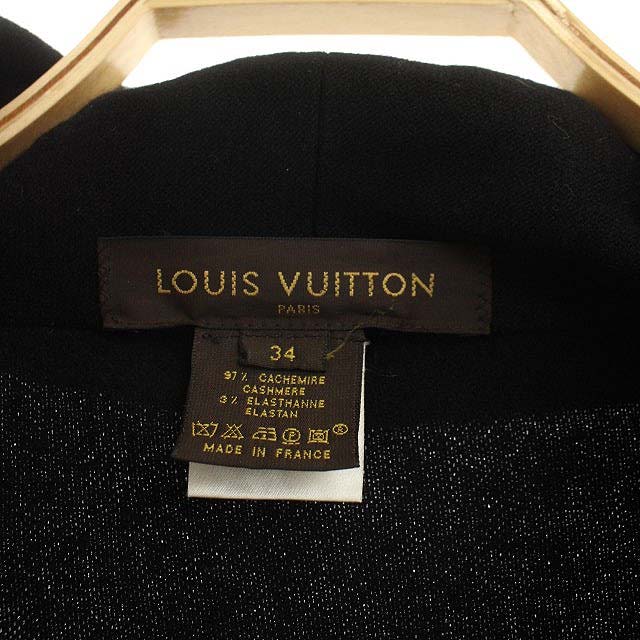 LOUIS VUITTON
PARIS
34
97% CACHEMIRE
CASHMERE
3% ELASTHANNE
ELASTAN
®
MADE IN FRANCE